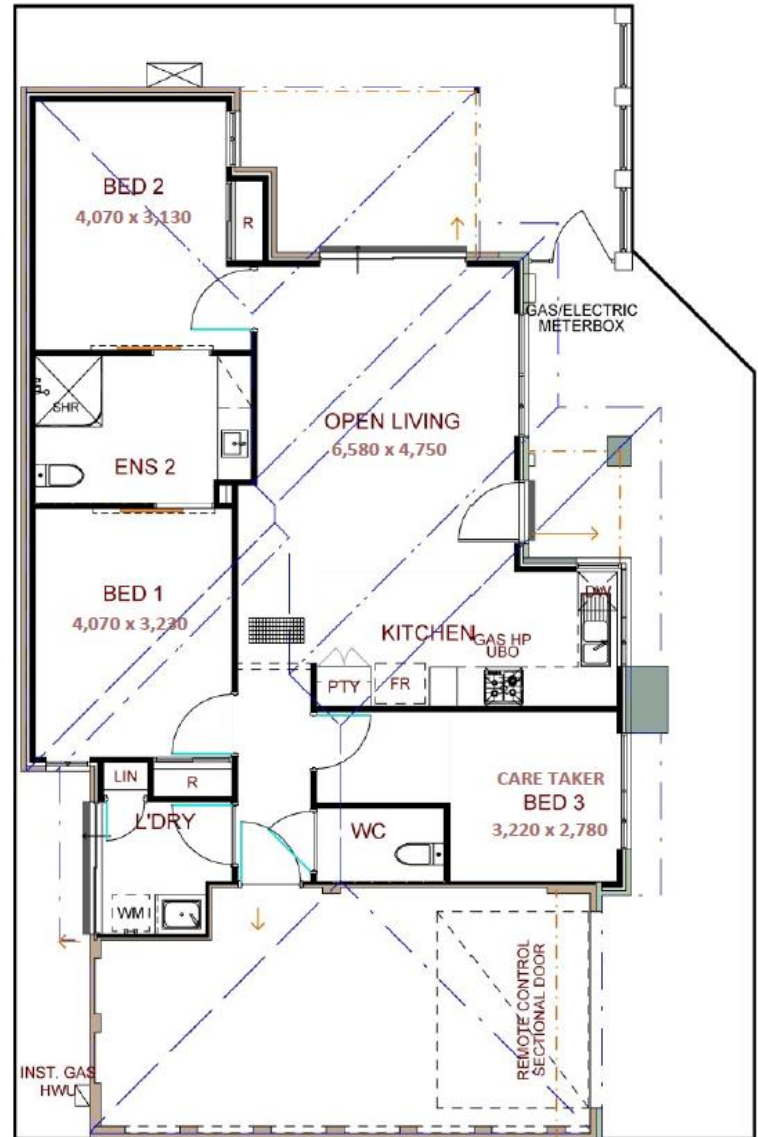 BED 2
4,070 x 3,130
R
GAS/ELECTRIC
METERBOX
OPEN LIVING
6,580 x 4,750
SHR
ENS 2
BED 1
4,070 x 3,230
KITCHEN
GAS HP
UBO
DW
PTY
FR
LIN
R
CARE TAKER
BED 3
3,220 x 2,780
L'DRY
WC
WM
REMOTE CONTROL
SECTIONAL DOOR
INST. GAS
HWU